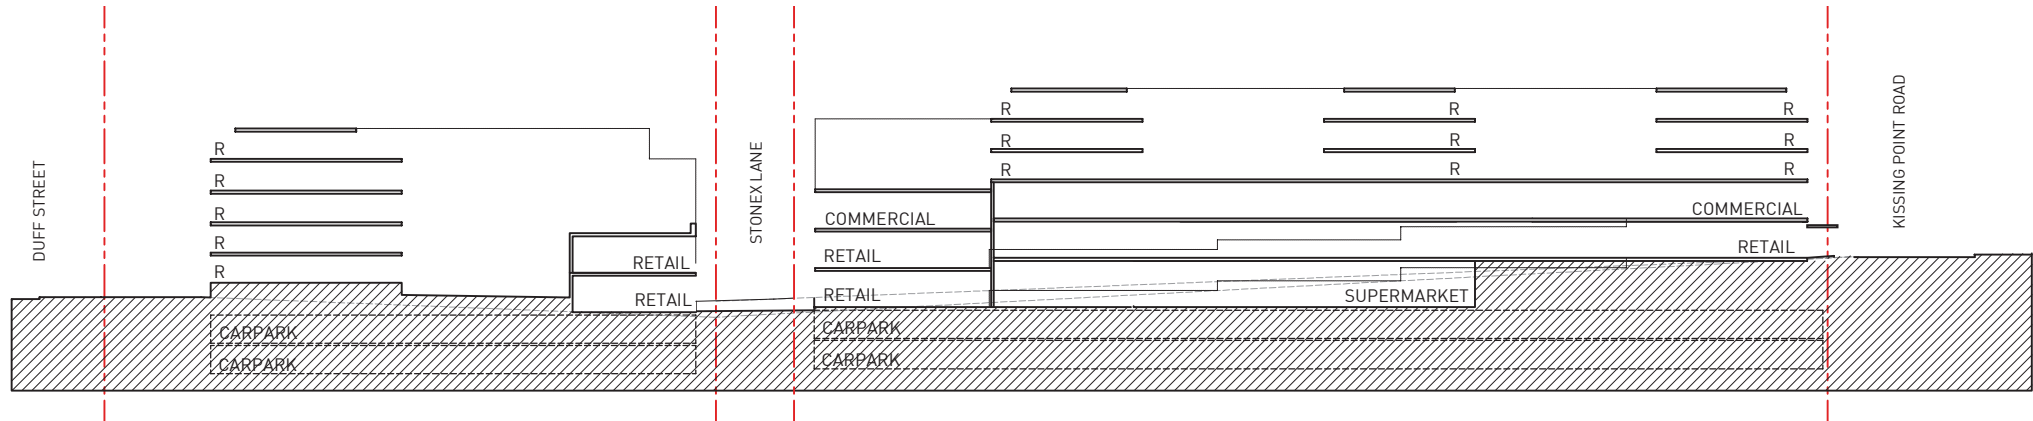 DUFF STREET
R
R
R
R
R
RETAIL
RETAIL
CARPARK
CARPARK
STONEX LANE
COMMERCIAL
RETAIL
RETAIL
CARPARK
CARPARK
R
R
R
R
R
R
R
R
R
COMMERCIAL
RETAIL
SUPERMARKET
KISSING POINT ROAD